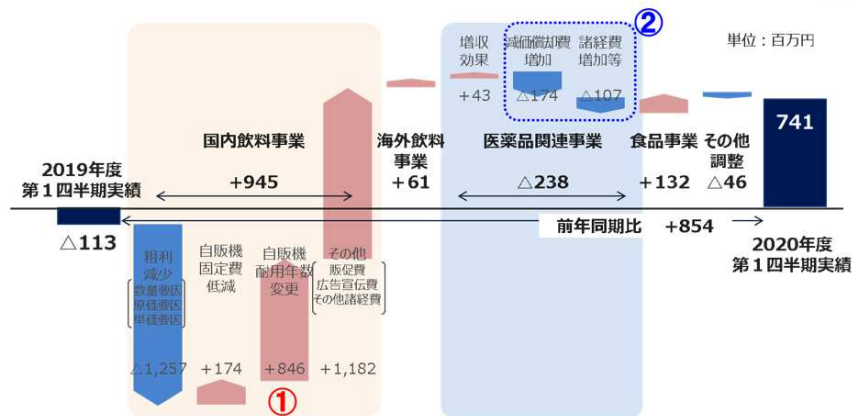 ②
単位：百万円
増収
効果
減価償却費
増加
諸経費
増加等
+43
△174
△107
741
国内飲料事業
+945
海外飲料
事業
+61
医薬品関連事業
△238
食品事業
+132
その他
調整
△46
2019年度
第１四半期実績
△113
前年同期比 +854
2020年度
第１四半期実績
粗利
減少
数量要因
原価要因
単価要因
△1,257
自販機
固定費
低減
+174
自販機
耐用年数
変更
+846
その他
販促費
広告宣伝費
その他諸経費
+1,182
①